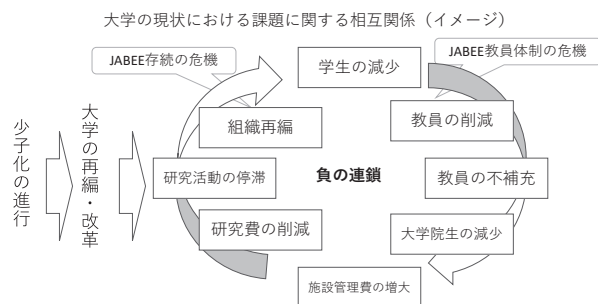 大学の現状における課題に関する相互関係（イメージ）
JABEE存続の危機
学生の減少
JABEE教員体制の危機
組織再編
教員の削減
少子化の進行
大学の再編・改革
研究活動の停滞
負の連鎖
教員の不補充
研究費の削減
大学院生の減少
施設管理費の増大